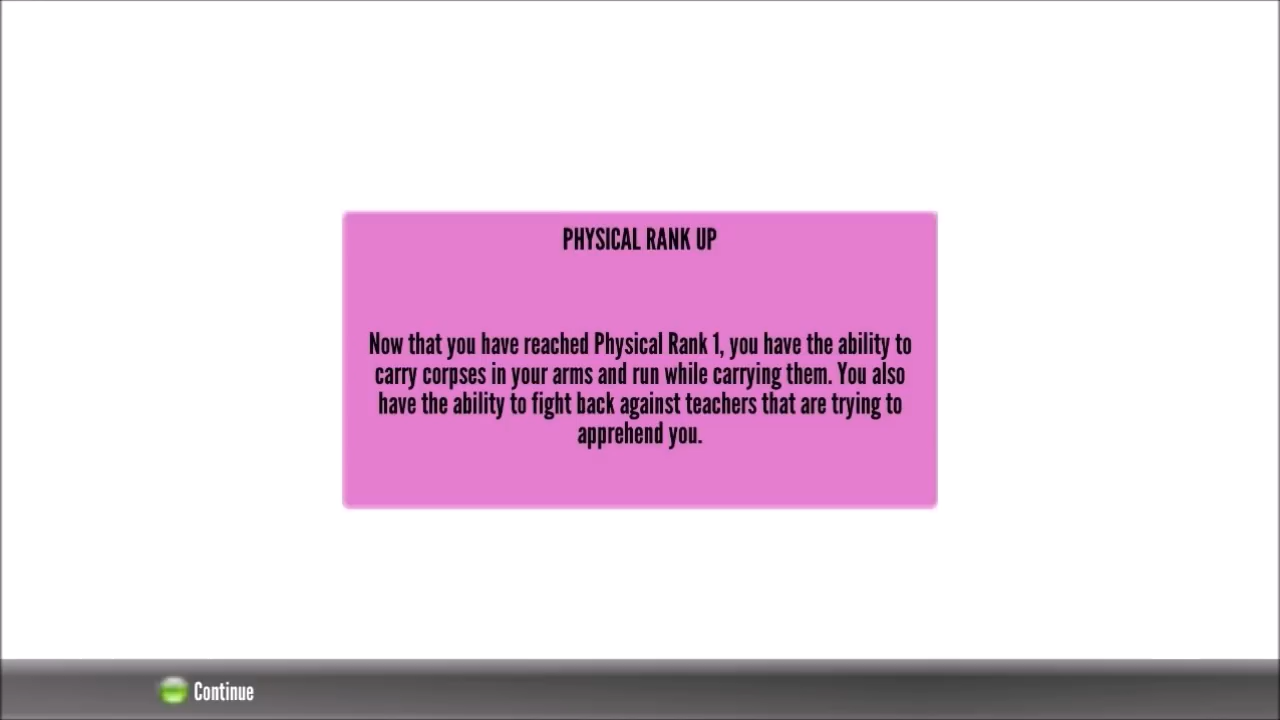 PHYSICAL RANK UP
Now that you have reached Physical Rank 1, you have the ability to
carry corpses in your arms and run while carrying them. You also
have the ability to fight back against teachers that are trying to
apprehend you.
Continue